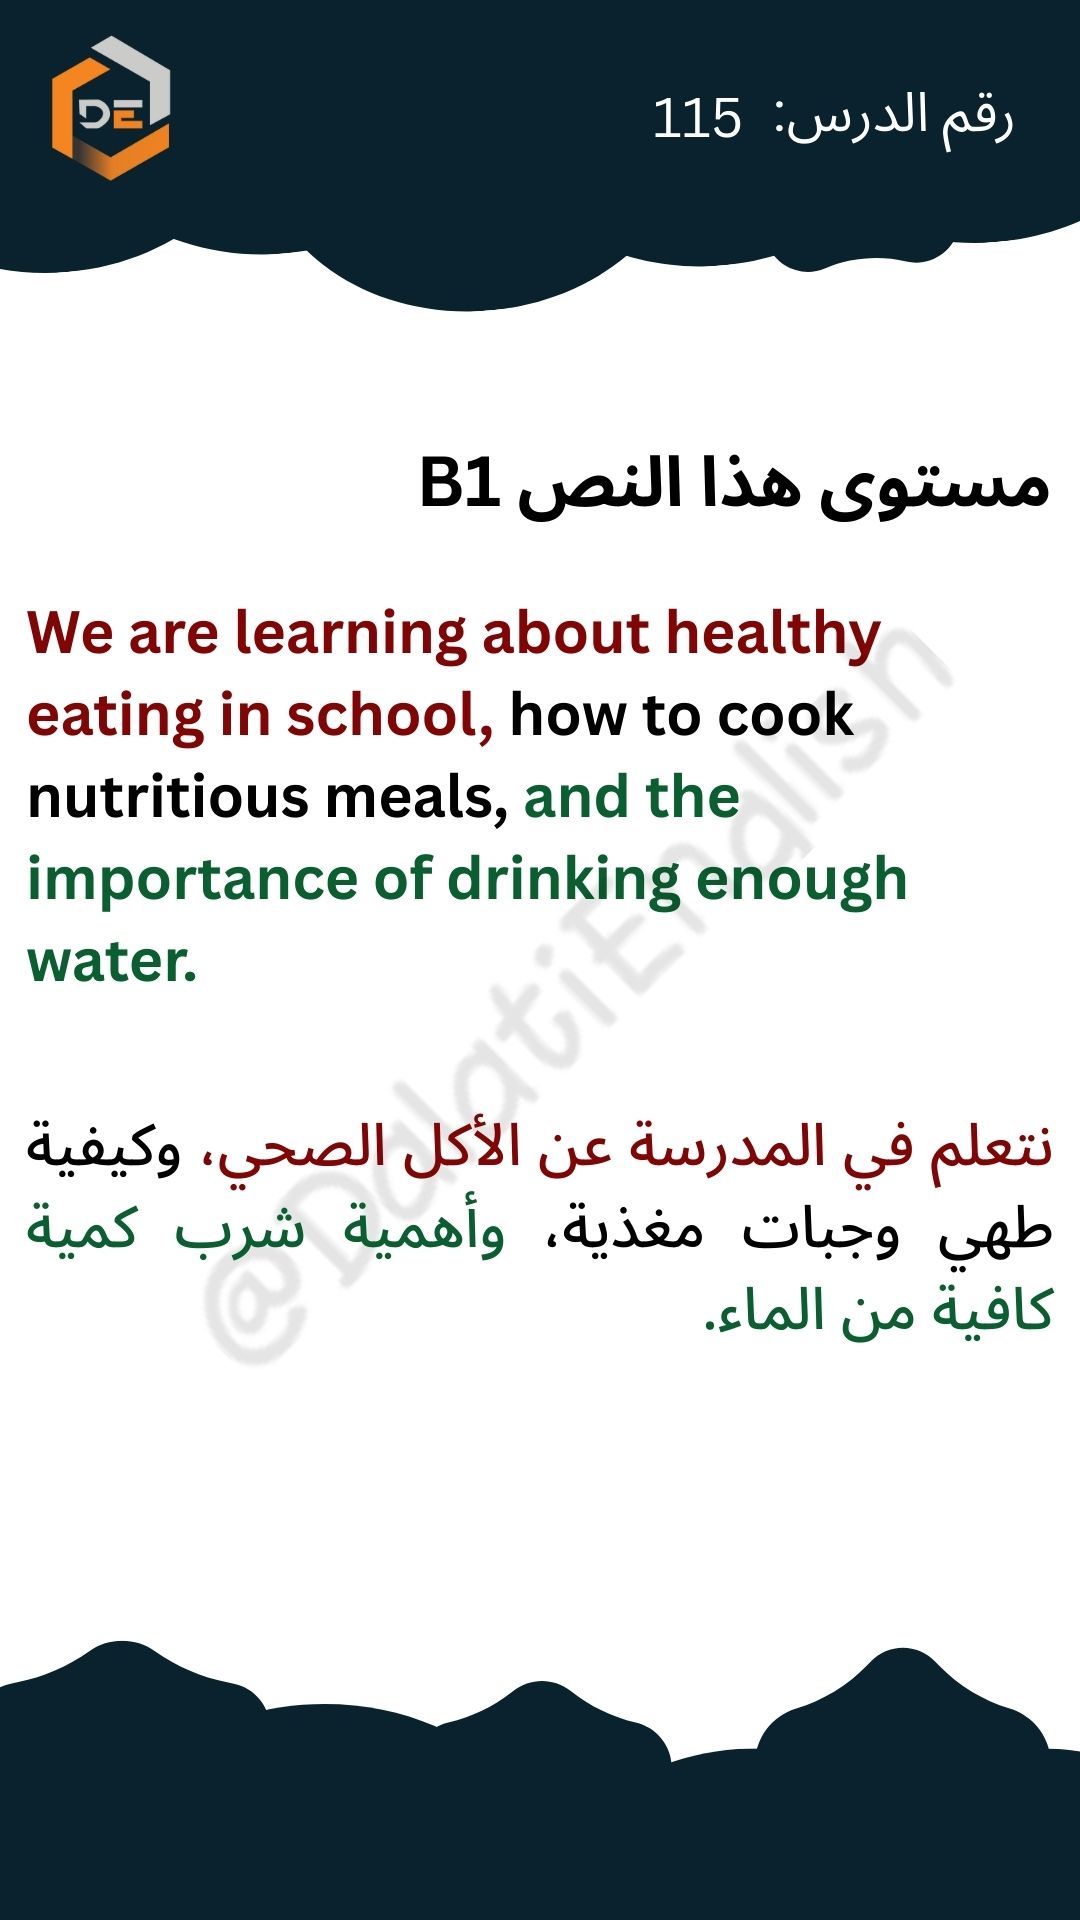 DE
رقم الدرس: 115
مستوى هذا النص B1
We are learning about healthy
eating in school, how to cook
nutritious meals, and the
importance of drinking enough
water.
نتعلم في المدرسة عن الأكل الصحي، وكيفية
طهي وجبات مغذية، وأهمية شرب كمية
كافية من الماء.
@DalatiEnglish